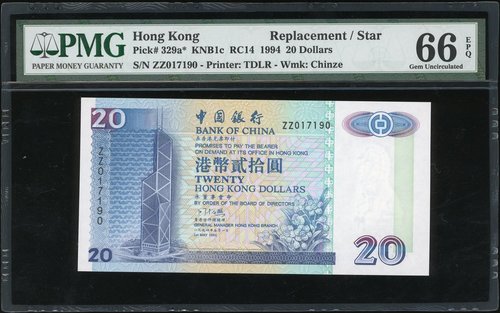 PMG
PAPER MONEY GUARANTY
Hong Kong Replacement / Star
Pick# 329a* KNB1c RC14 1994 20 Dollars
S/N ZZ017190 - Printer: TDLR - Wmk: Chinze
66 EPQ
Gem Uncirculated
20
中國銀行
BANK OF CHINA
ZZ017190
PROMISES TO PAY THE BEARER
ON DEMAND AT ITS OFFICE IN HONG KONG
港幣貳拾圓
TWENTY
HONG KONG DOLLARS
BY ORDER OF THE BOARD OF DIRECTORS
GENERAL MANAGER HONG KONG BRANCH
1st MAY 1994
ZZ017190
20
20